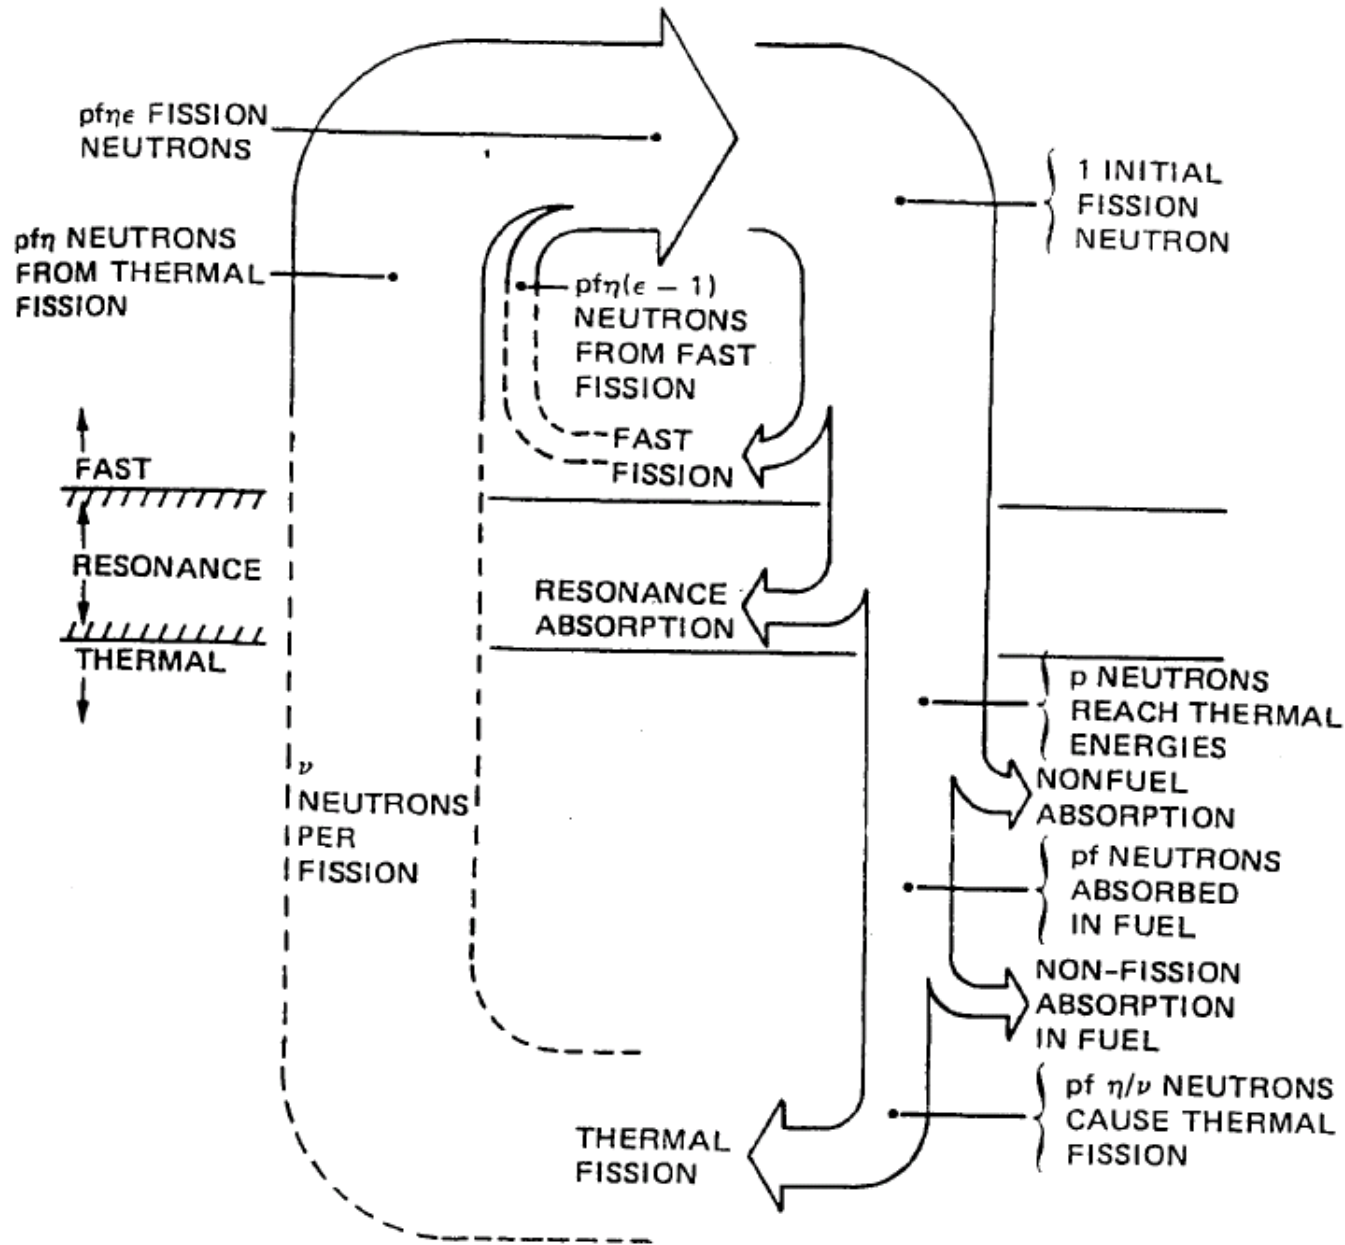 pfηϵ FISSION
NEUTRONS
1 INITIAL
FISSION
NEUTRON
pfη NEUTRONS
FROM THERMAL
FISSION
pfη(ϵ − 1)
NEUTRONS
FROM FAST
FISSION
FAST
FISSION
FAST
RESONANCE
THERMAL
RESONANCE
ABSORPTION
p NEUTRONS
REACH THERMAL
ENERGIES
NONFUEL
ABSORPTION
ν
NEUTRONS
PER
FISSION
pf NEUTRONS
ABSORBED
IN FUEL
NON-FISSION
ABSORPTION
IN FUEL
pf η/ν NEUTRONS
CAUSE THERMAL
FISSION
THERMAL
FISSION